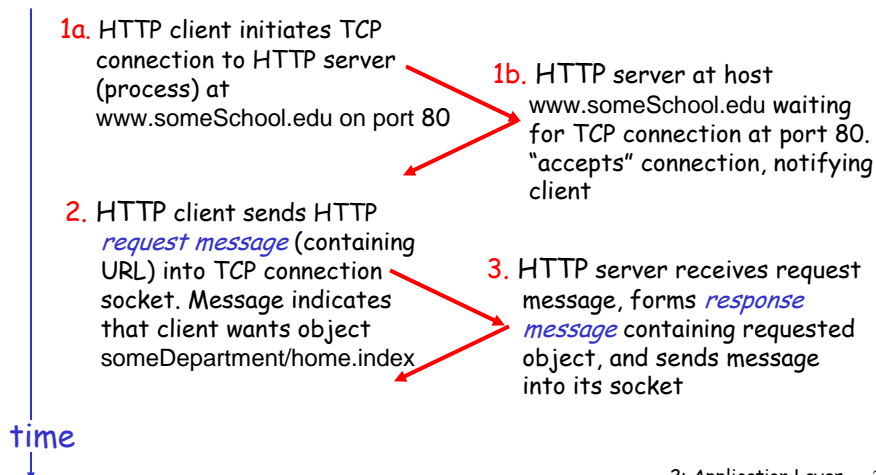 1a. HTTP client initiates TCP
connection to HTTP server
(process) at
www.someSchool.edu on port 80
1b. HTTP server at host
www.someSchool.edu waiting
for TCP connection at port 80.
“accepts” connection, notifying
client
2. HTTP client sends HTTP
request message (containing
URL) into TCP connection
socket. Message indicates
that client wants object
someDepartment/home.index
3. HTTP server receives request
message, forms response
message containing requested
object, and sends message
into its socket
time
2: Application Layer